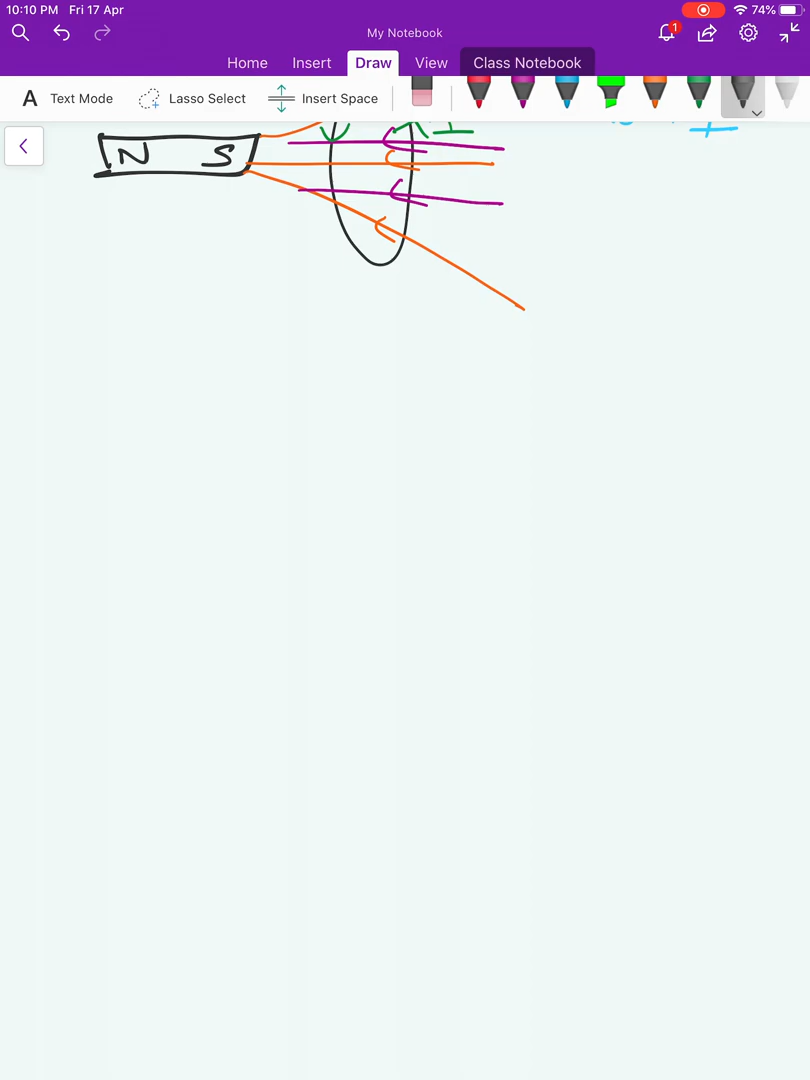 10:10 PM Fri 17 Apr 74%
My Notebook
1
Home Insert Draw View Class Notebook
A Text Mode Lasso Select Insert Space
N S I